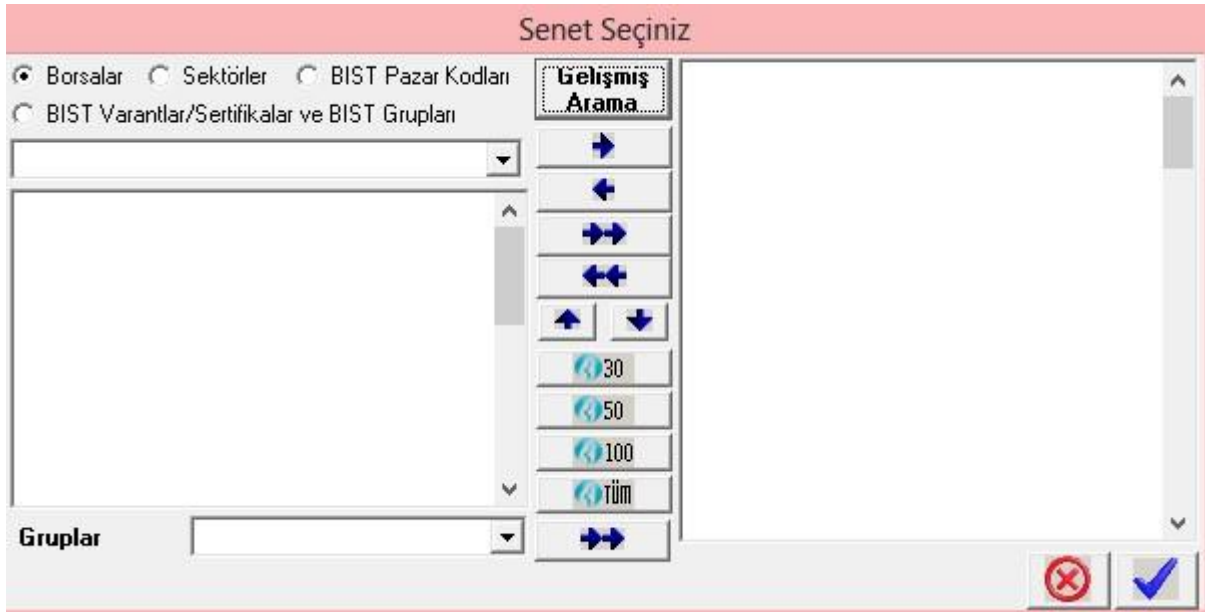 Senet Seçiniz
Borsalar Sektörler BIST Pazar Kodları
BIST Varantlar/Sertifikalar ve BIST Grupları
Gelişmiş
Arama
30
50
100
TÜM
Gruplar